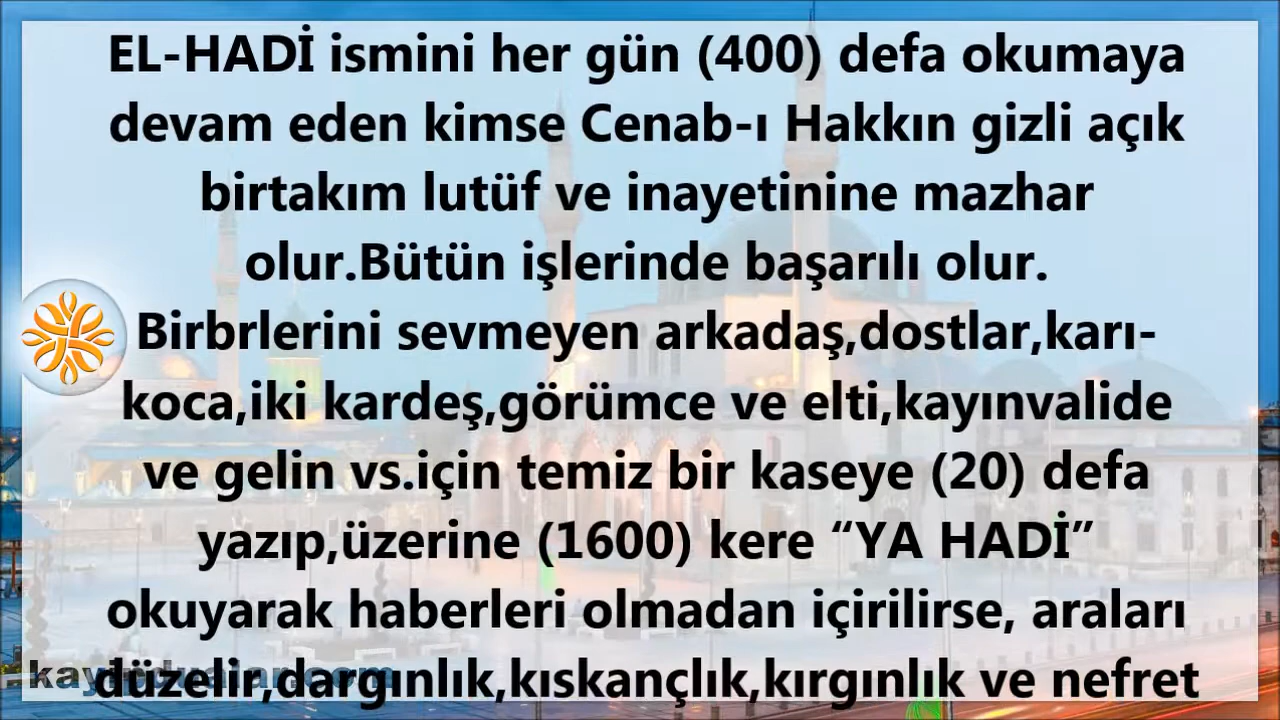 EL-HADİ ismini her gün (400) defa okumaya
devam eden kimse Cenab-ı Hakkın gizli açık
birtakım lutüf ve inayetinine mazhar
olur.Bütün işlerinde başarılı olur.
Birbrlerini sevmeyen arkadaş,dostlar,karı-
koca,iki kardeş,görümce ve elti,kayınvalide
ve gelin vs.için temiz bir kaseye (20) defa
yazıp,üzerine (1600) kere “YA HADİ”
okuyarak haberleri olmadan içirilirse, araları
düzelir,dargınlık,kıskançlık,kırgınlık ve nefret